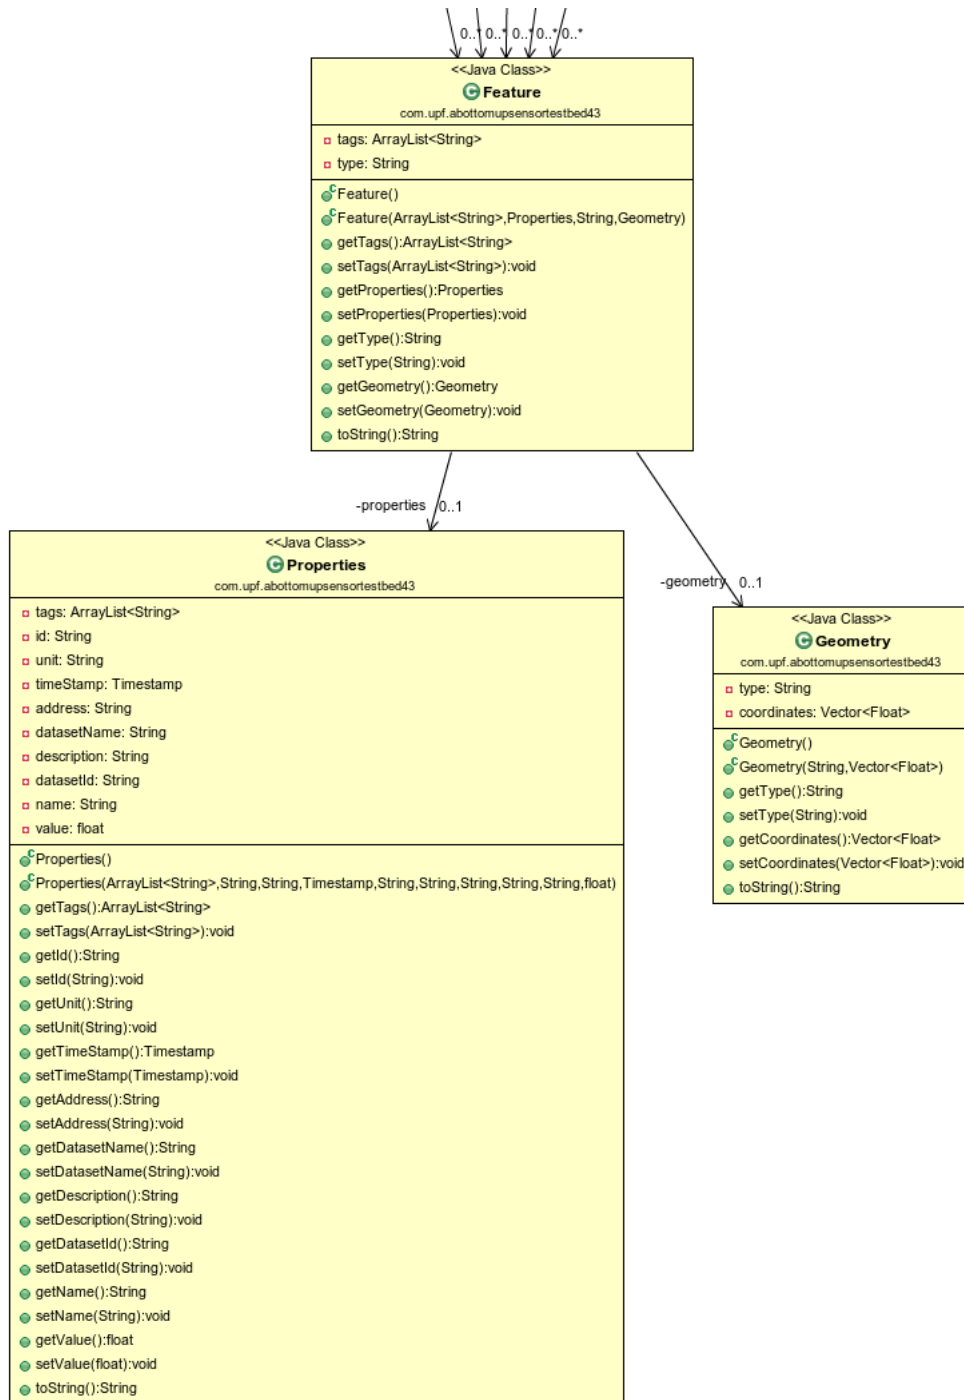 0..* 0..* 0..* 0..* 0..*
<<Java Class>>
Feature
com.upf.abottomupsensortestbed43
tags: ArrayList<String>
type: String
Feature()
Feature(ArrayList<String>,Properties,String,Geometry)
getTags():ArrayList<String>
setTags(ArrayList<String>):void
getProperties():Properties
setProperties(Properties):void
getType():String
setType(String):void
getGeometry():Geometry
setGeometry(Geometry):void
toString():String
-properties 0..1
<<Java Class>>
Properties
com.upf.abottomupsensortestbed43
tags: ArrayList<String>
id: String
unit: String
timeStamp: Timestamp
address: String
datasetName: String
description: String
datasetId: String
name: String
value: float
Properties()
Properties(ArrayList<String>,String,String,Timestamp,String,String,String,String,String,float)
getTags():ArrayList<String>
setTags(ArrayList<String>):void
getId():String
setId(String):void
getUnit():String
setUnit(String):void
getTimeStamp():Timestamp
setTimeStamp(Timestamp):void
getAddress():String
setAddress(String):void
getDatasetName():String
setDatasetName(String):void
getDescription():String
setDescription(String):void
getDatasetId():String
setDatasetId(String):void
getName():String
setName(String):void
getValue():float
setValue(float):void
toString():String
-geometry 0..1
<<Java Class>>
Geometry
com.upf.abottomupsensortestbed43
type: String
coordinates: Vector<Float>
Geometry()
Geometry(String,Vector<Float>)
getType():String
setType(String):void
getCoordinates():Vector<Float>
setCoordinates(Vector<Float>):void
toString():String